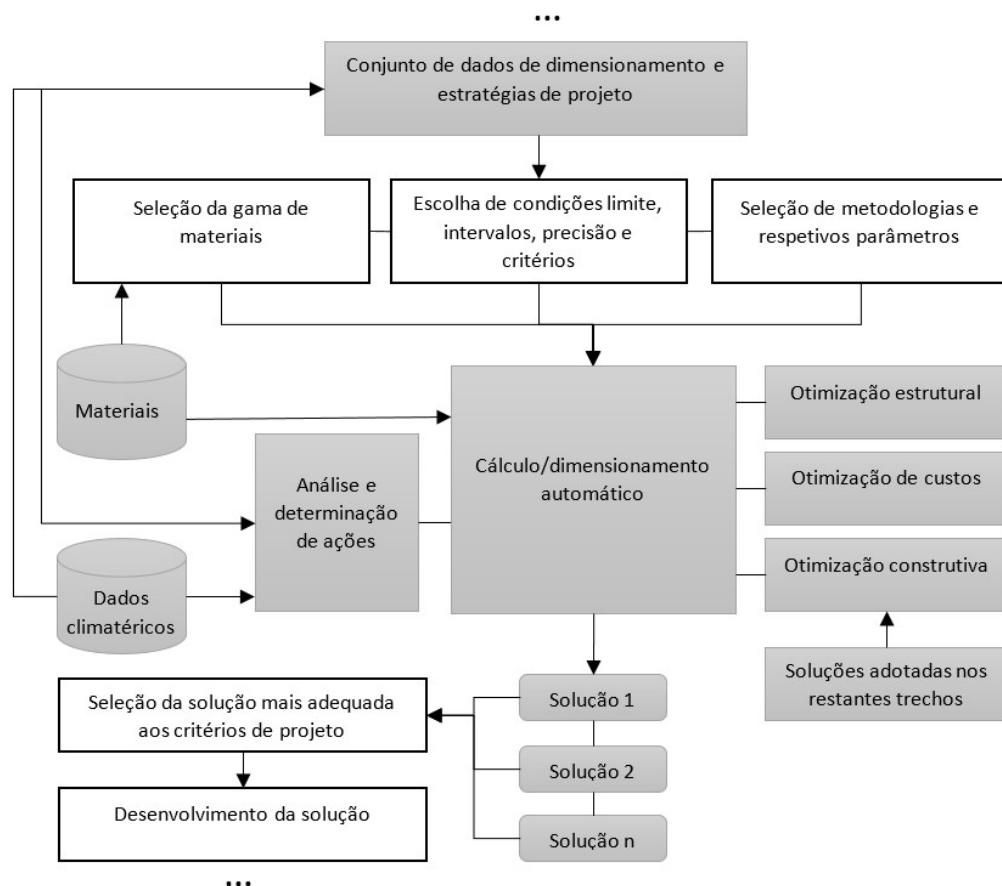 ...
Conjunto de dados de dimensionamento e
estratégias de projeto
Seleção da gama de
materiais
Escolha de condições limite,
intervalos, precisão e
critérios
Seleção de metodologias e
respetivos parâmetros
Materiais
Análise e
determinação
de ações
Dados
climatéricos
Cálculo/dimensionamento
automático
Otimização estrutural
Otimização de custos
Otimização construtiva
Soluções adotadas nos
restantes trechos
Solução 1
Solução 2
Solução n
Seleção da solução mais adequada
aos critérios de projeto
Desenvolvimento da solução
...